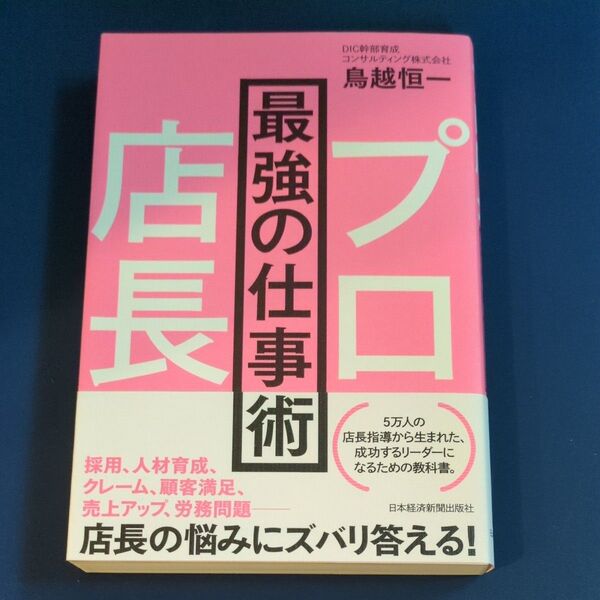 DIC幹部育成
コンサルティング株式会社
鳥越恒一
プロ
店長
最強の仕事術
5万人の
店長指導から生まれた、
成功するリーダーに
なるための教科書。
採用、人材育成、
クレーム、顧客満足、
売上アップ、労務問題――
店長の悩みにズバリ答える!
日本経済新聞出版社